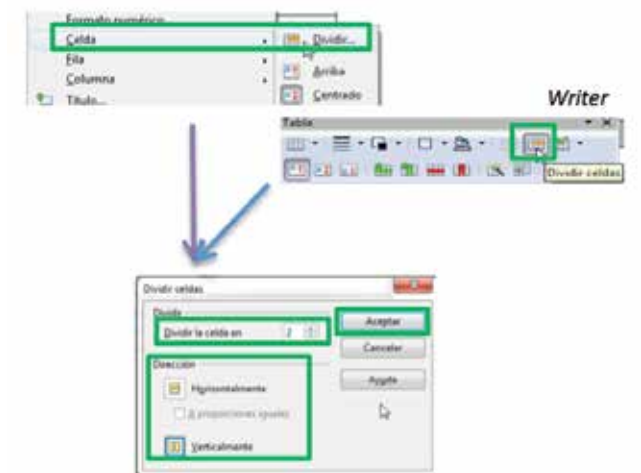 Formato numérico
Celda
Dividir...
Fila
Arriba
Columna
Centrado
Título...
Writer
Tabla
Dividir celdas
Dividir celdas
Dividir
Dividir la celda en
2
Aceptar
Cancelar
Dirección
Ayuda
Horizontalmente
A proporciones iguales
Verticalmente